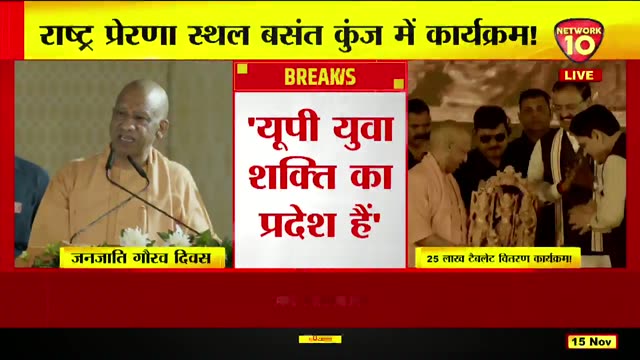 राष्ट्र प्रेरणा स्थल बसंत कुंज में कार्यक्रम!
NETWORK
10
LIVE
BREAKS
'यूपी युवा
शक्ति का
प्रदेश हैं'
जनजाति गौरव दिवस
25 लाख टैबलेट वितरण कार्यक्रम!
15 Nov